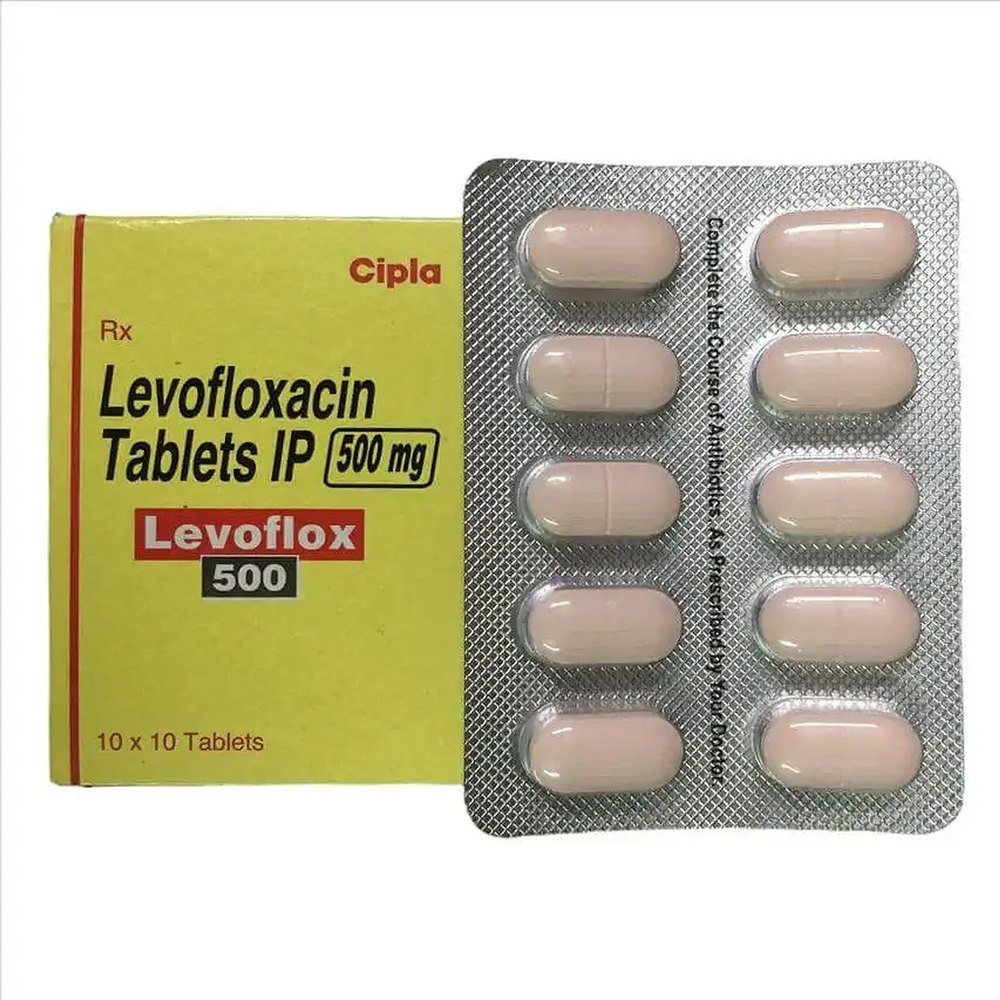 Cipla
Rx
Levofloxacin
Tablets IP 500 mg
Levoflox
500
10 x 10 Tablets
Complete the Course of Antibiotics. As Prescribed by Your Doctor